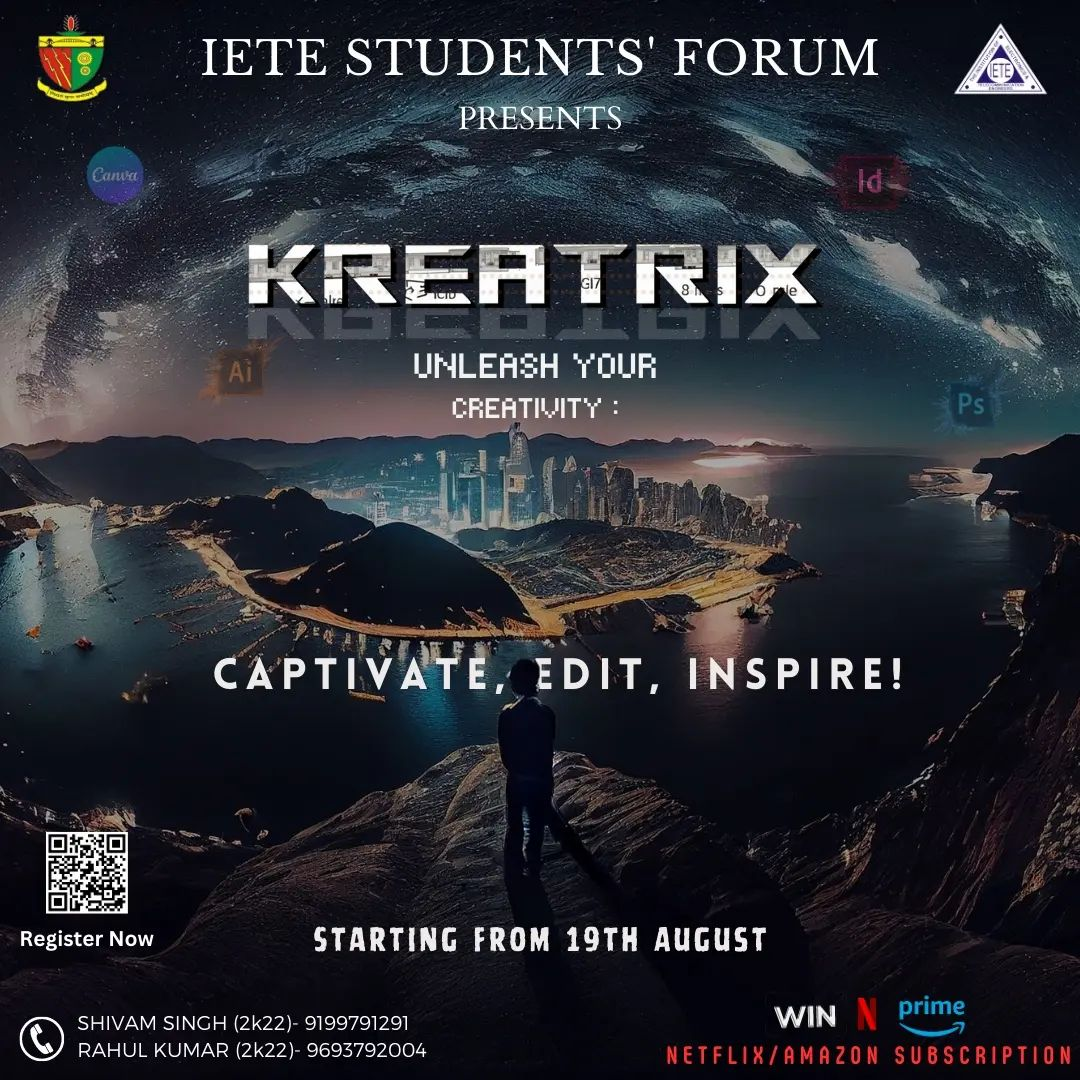 IETE STUDENTS' FORUM
IETE
PRESENTS
Canva
Id
KREATRIX
UNLEASH YOUR
Ai
CREATIVITY :
Ps
CAPTIVATE, EDIT, INSPIRE!
Register Now
STARTING FROM 19TH AUGUST
SHIVAM SINGH (2k22)- 9199791291
RAHUL KUMAR (2k22)- 9693792004
WIN N prime
NETFLIX/AMAZON SUBSCRIPTION